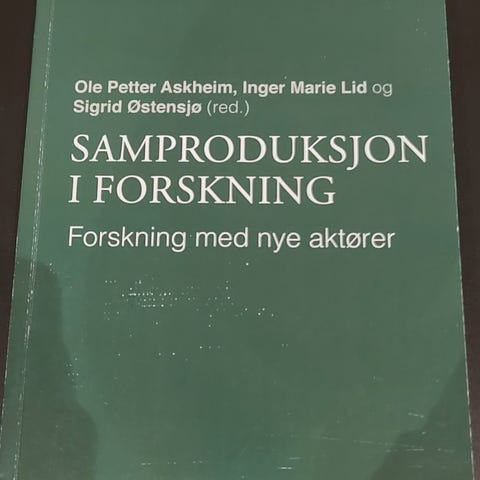 Ole Petter Askheim, Inger Marie Lid og
Sigrid Østensjø (red.)
SAMPRODUKSJON
I FORSKNING
Forskning med nye aktører